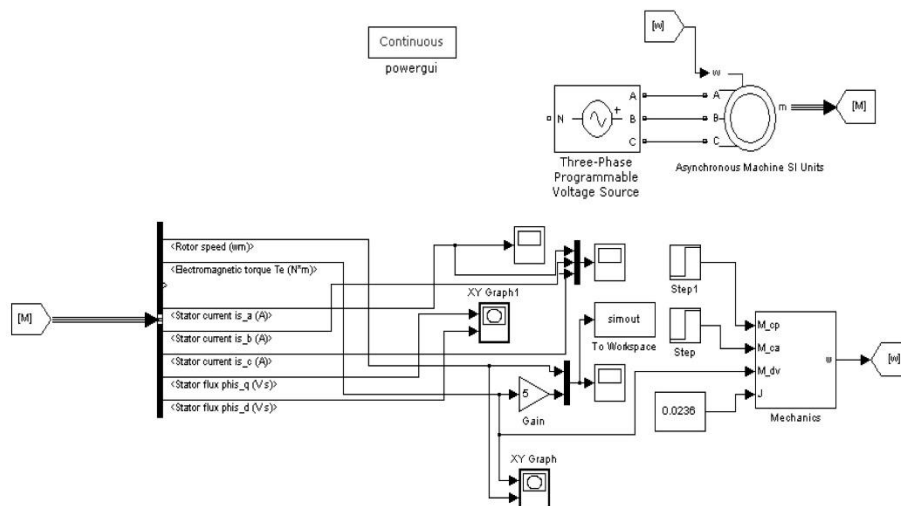 [w]
Continuous
powergui
w
A
A
N
+
B
B
m
[M]
C
C
Three-Phase
Programmable
Voltage Source
Asynchronous Machine SI Units
<Rotor speed (wm)>
<Electromagnetic torque Te (N*m)>
Step1
XY Graph1
[M]
<Stator current is_a (A)>
simout
M_cp
<Stator current is_b (A)>
To Workspace
Step
M_ca
<Stator current is_c (A)>
w
[w]
<Stator flux phis_q (V s)>
5
M_dv
<Stator flux phis_d (V s)>
0.0236
J
Gain
Mechanics
XY Graph